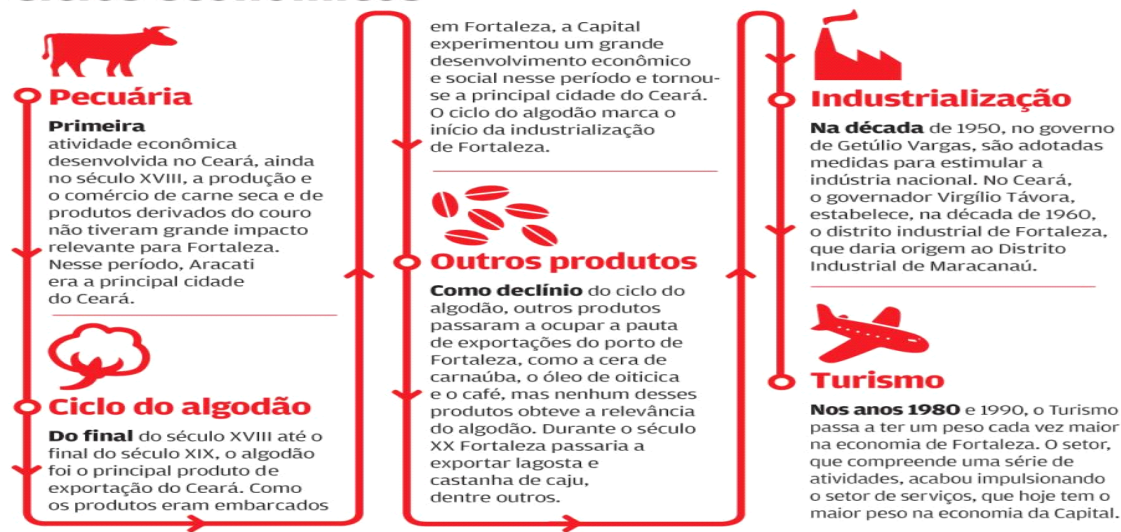 Pecuária
Primeira
atividade econômica
desenvolvida no Ceará, ainda
no século XVIII, a produção e
o comércio de carne seca e de
produtos derivados do couro
não tiveram grande impacto
relevante para Fortaleza.
Nesse período, Aracati
era a principal cidade
do Ceará.
Ciclo do algodão
Do final do século XVIII até o
final do século XIX, o algodão
foi o principal produto de
exportação do Ceará. Como
os produtos eram embarcados
em Fortaleza, a Capital
experimentou um grande
desenvolvimento econômico
e social nesse período e tornou-
se a principal cidade do Ceará.
O ciclo do algodão marca o
início da industrialização
de Fortaleza.
Outros produtos
Como declínio do ciclo do
algodão, outros produtos
passaram a ocupar a pauta
de exportações do porto de
Fortaleza, como a cera de
carnaúba, o óleo de oiticica
e o café, mas nenhum desses
produtos obteve a relevância
do algodão. Durante o século
XX Fortaleza passaria a
exportar lagosta e
castanha de caju,
dentre outros.
Industrialização
Na década de 1950, no governo
de Getúlio Vargas, são adotadas
medidas para estimular a
indústria nacional. No Ceará,
o governador Virgílio Távora,
estabelece, na década de 1960,
o distrito industrial de Fortaleza,
que daria origem ao Distrito
Industrial de Maracanaú.
Turismo
Nos anos 1980 e 1990, o Turismo
passa a ter um peso cada vez maior
na economia de Fortaleza. O setor,
que compreende uma série de
atividades, acabou impulsionando
o setor de serviços, que hoje tem o
maior peso na economia da Capital.